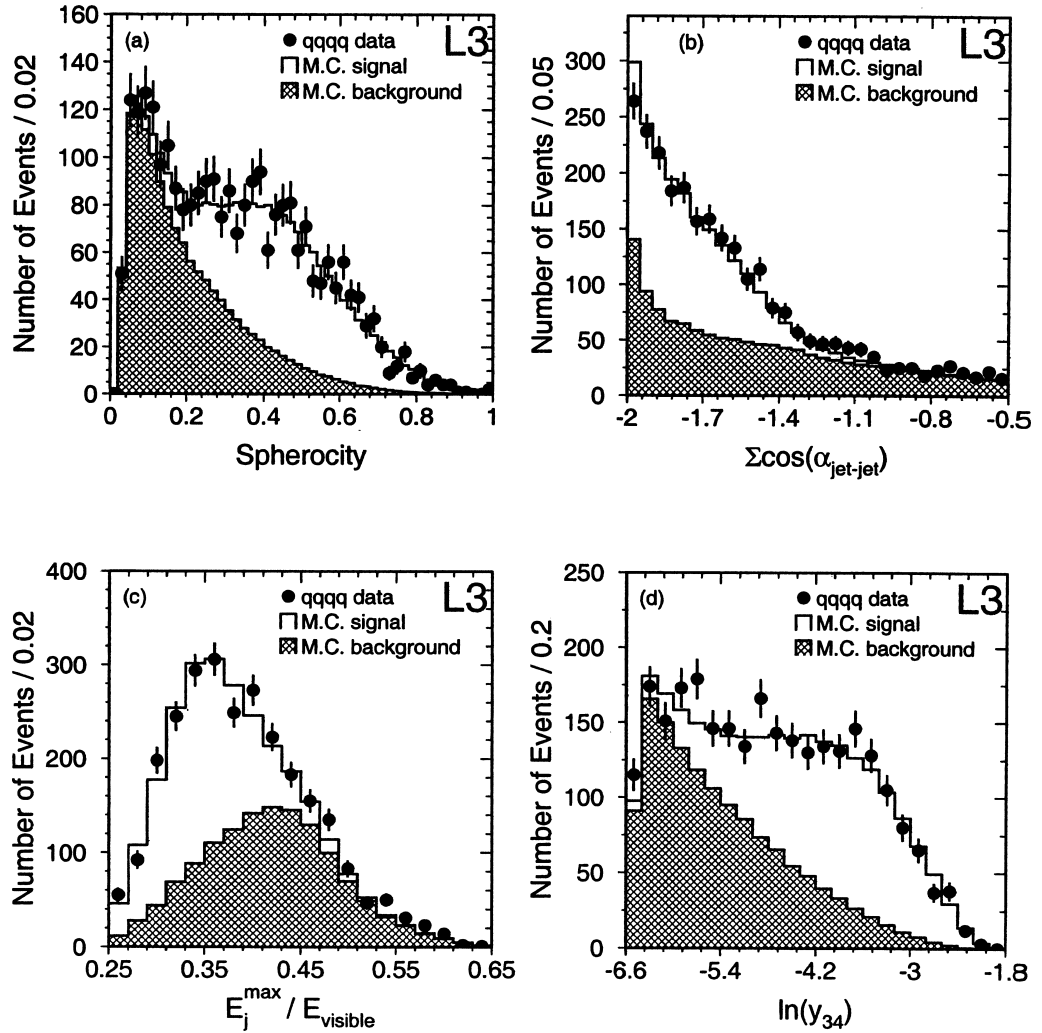 (a)
L3
qqqq data
M.C. signal
M.C. background
Number of Events / 0.02
160
140
120
100
80
60
40
20
0
0 0.2 0.4 0.6 0.8 1
Spherocity
(b)
L3
qqqq data
M.C. signal
M.C. background
Number of Events / 0.05
300
250
200
150
100
50
0
-2 -1.7 -1.4 -1.1 -0.8 -0.5
Σcos(α_jet-jet)
(c)
L3
qqqq data
M.C. signal
M.C. background
Number of Events / 0.02
400
300
200
100
0
0.25 0.35 0.45 0.55 0.65
E_j^max / E_visible
(d)
L3
qqqq data
M.C. signal
M.C. background
Number of Events / 0.2
250
200
150
100
50
0
-6.6 -5.4 -4.2 -3 -1.8
ln(y_34)